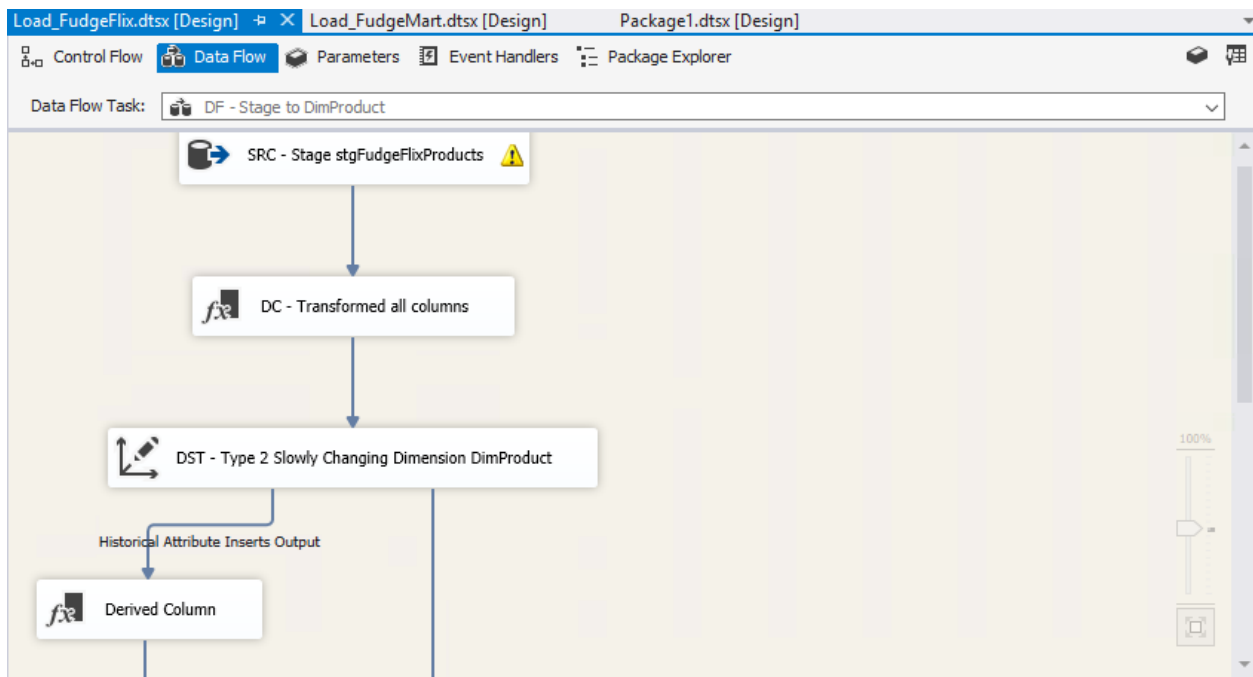 Load_FudgeFlix.dtsx [Design] Load_FudgeMart.dtsx [Design] Package1.dtsx [Design]
Control Flow Data Flow Parameters Event Handlers Package Explorer
Data Flow Task: DF - Stage to DimProduct
SRC - Stage stgFudgeFlixProducts
DC - Transformed all columns
100%
DST - Type 2 Slowly Changing Dimension DimProduct
Historical Attribute Inserts Output
Derived Column